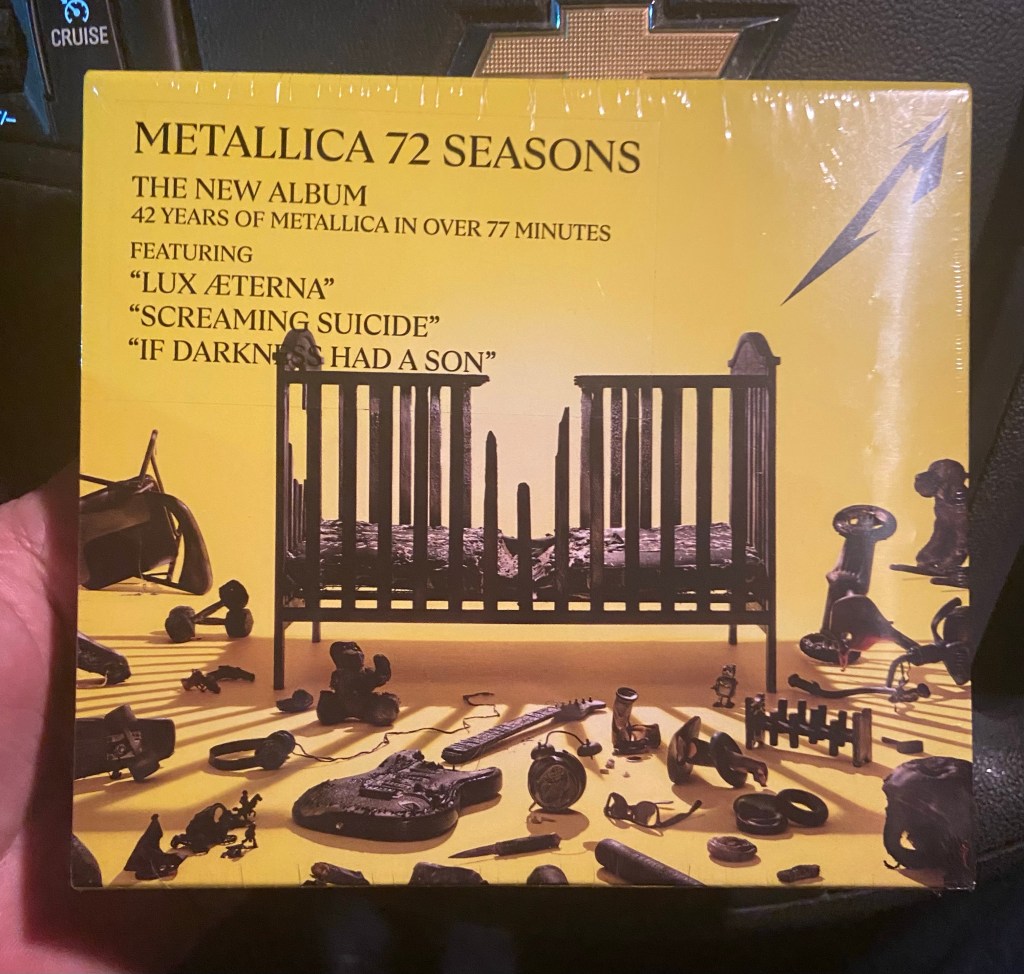 CRUISE
METALLICA 72 SEASONS
THE NEW ALBUM
42 YEARS OF METALLICA IN OVER 77 MINUTES
FEATURING
“LUX ÆTERNA”
“SCREAMING SUICIDE”
“IF DARKNESS HAD A SON”